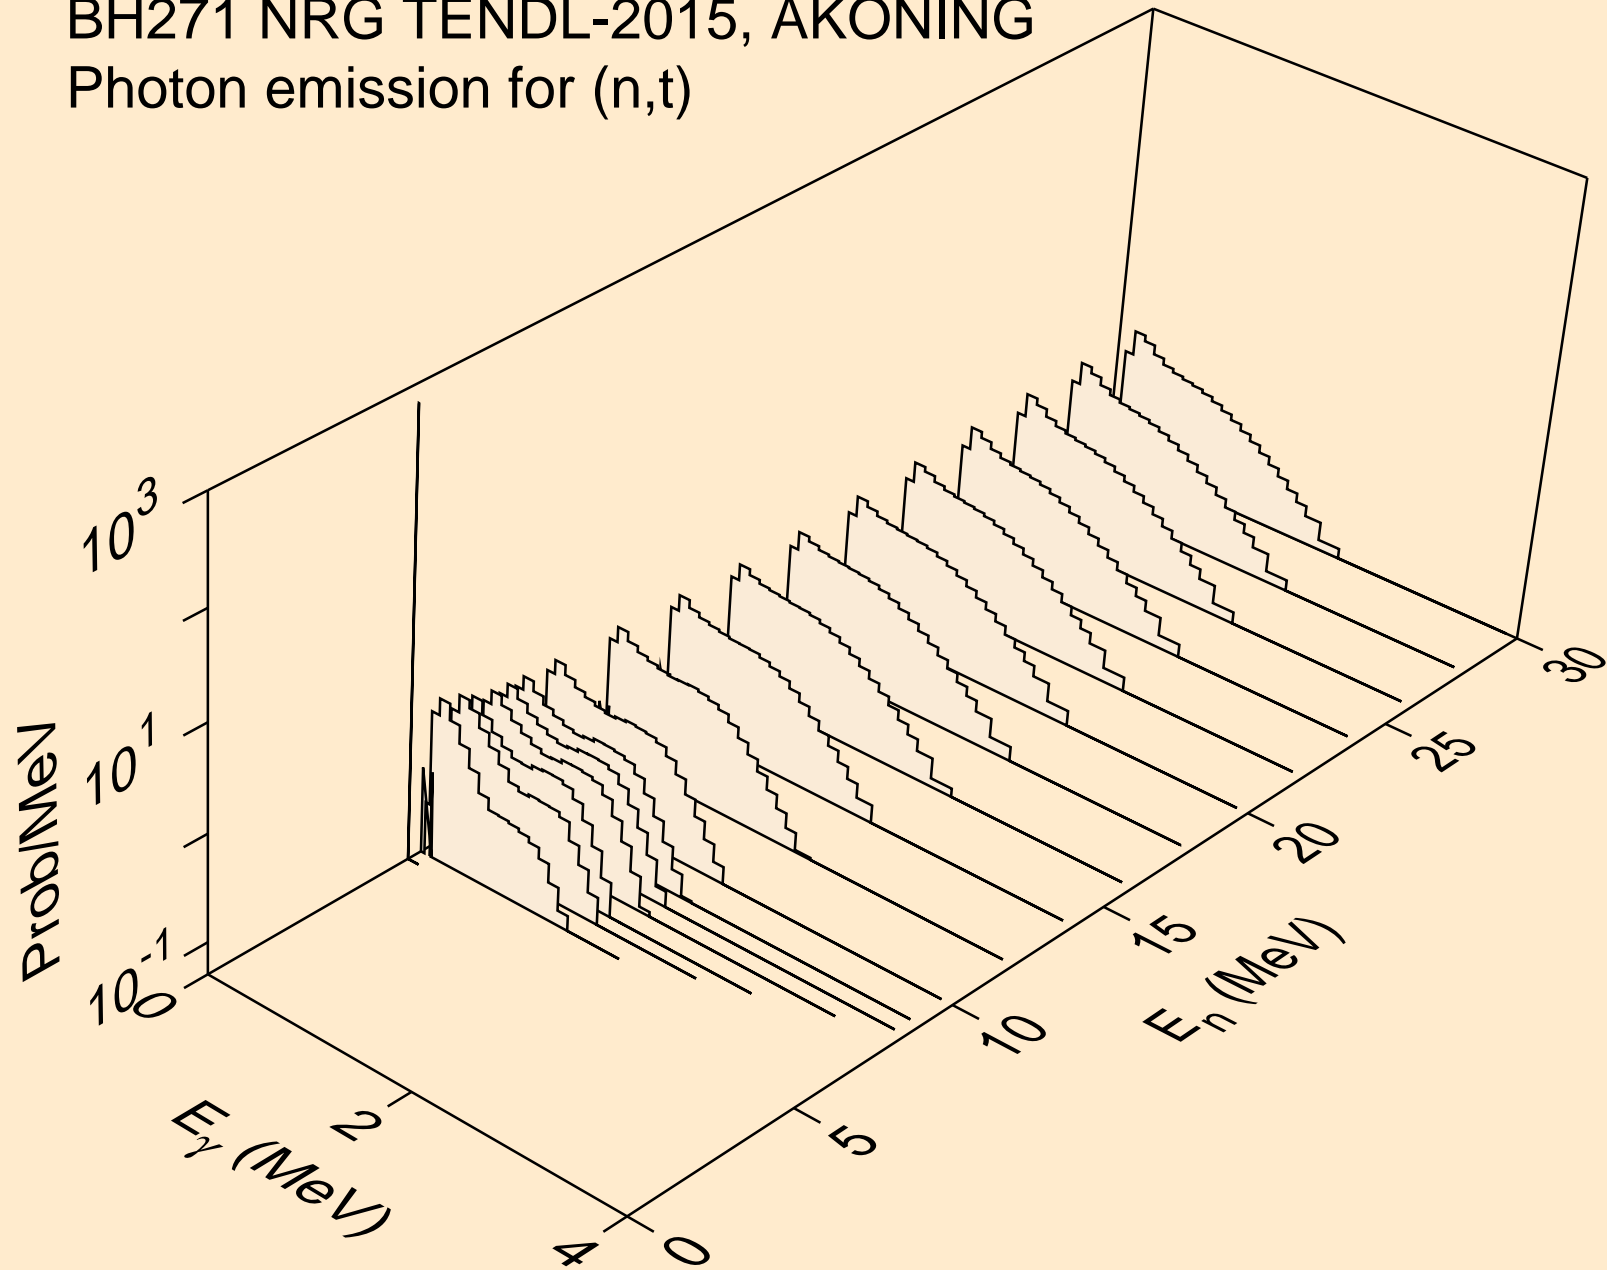 BH271 NRG TENDL-2015, AKONING
Photon emission for (n,t)
10^3
10^1
10^-1
Prob/MeV
0
2
4
Eγ (MeV)
0
5
10
15
20
25
30
En (MeV)